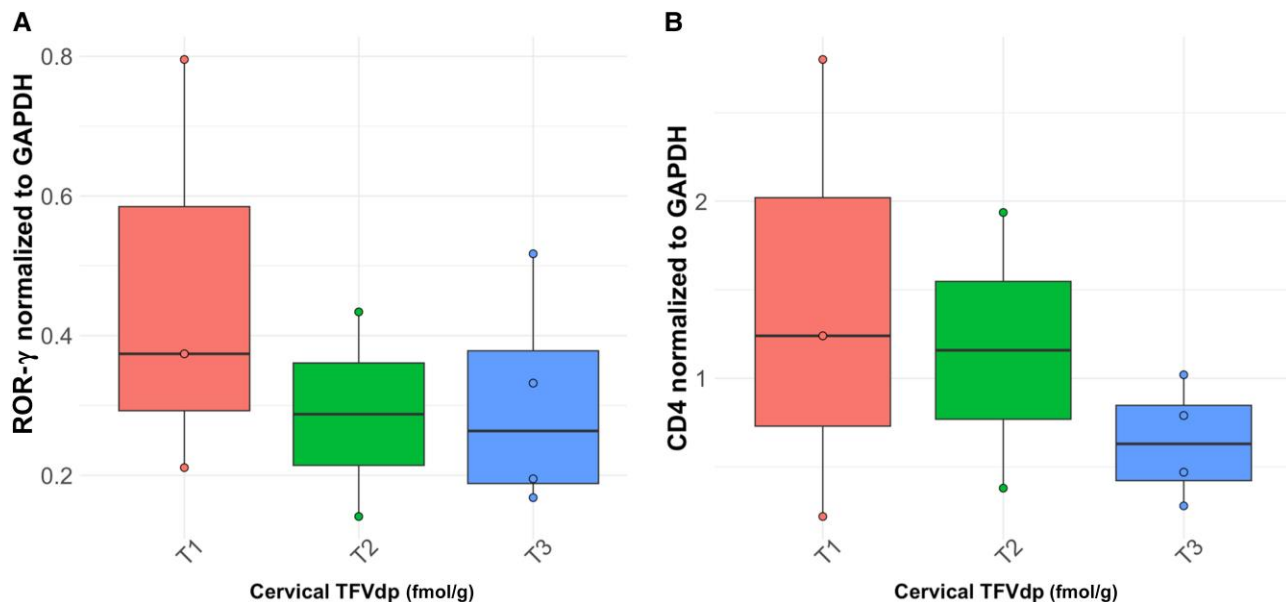 A
ROR-γ normalized to GAPDH
0.8
0.6
0.4
0.2
T1
T2
T3
Cervical TFVdp (fmol/g)
B
CD4 normalized to GAPDH
2
1
T1
T2
T3
Cervical TFVdp (fmol/g)